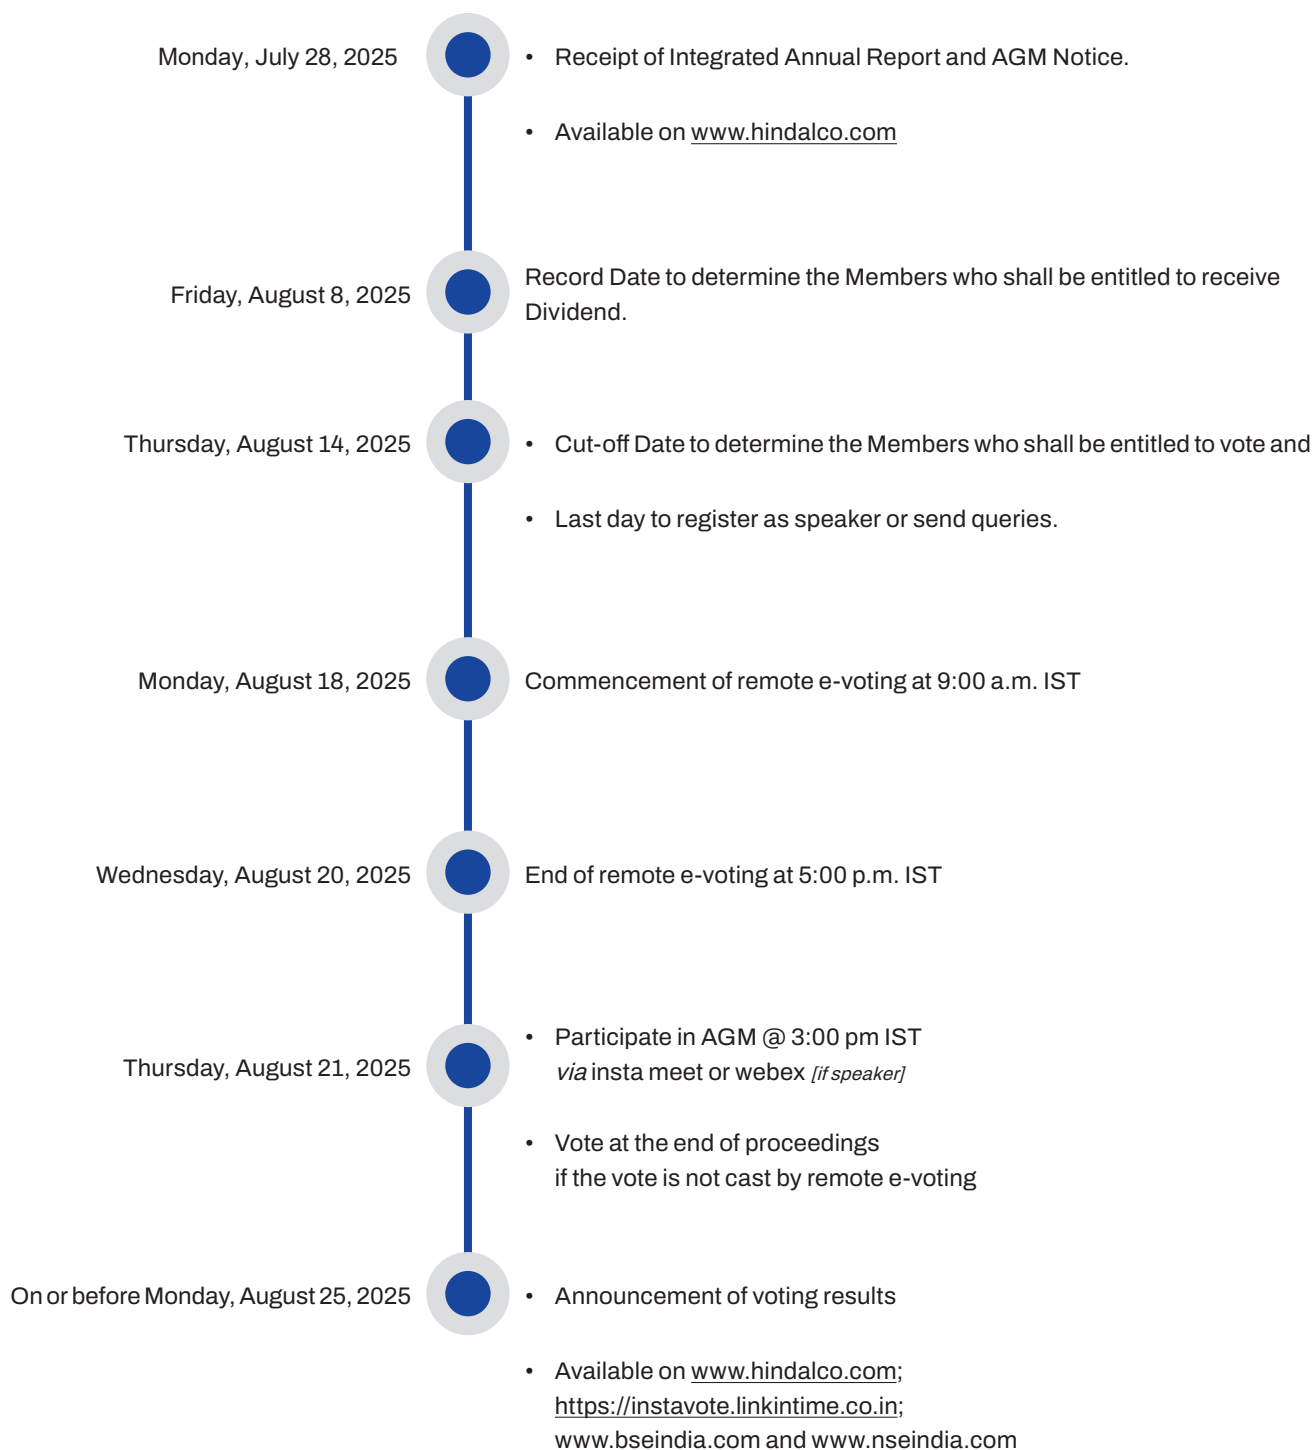 Monday, July 28, 2025
• Receipt of Integrated Annual Report and AGM Notice.
• Available on www.hindalco.com
Friday, August 8, 2025
Record Date to determine the Members who shall be entitled to receive
Dividend.
Thursday, August 14, 2025
• Cut-off Date to determine the Members who shall be entitled to vote and
• Last day to register as speaker or send queries.
Monday, August 18, 2025
Commencement of remote e-voting at 9:00 a.m. IST
Wednesday, August 20, 2025
End of remote e-voting at 5:00 p.m. IST
Thursday, August 21, 2025
• Participate in AGM @ 3:00 pm IST
via insta meet or webex [if speaker]
• Vote at the end of proceedings
if the vote is not cast by remote e-voting
On or before Monday, August 25, 2025
• Announcement of voting results
• Available on www.hindalco.com;
https://instavote.linkintime.co.in;
www.bseindia.com and www.nseindia.com